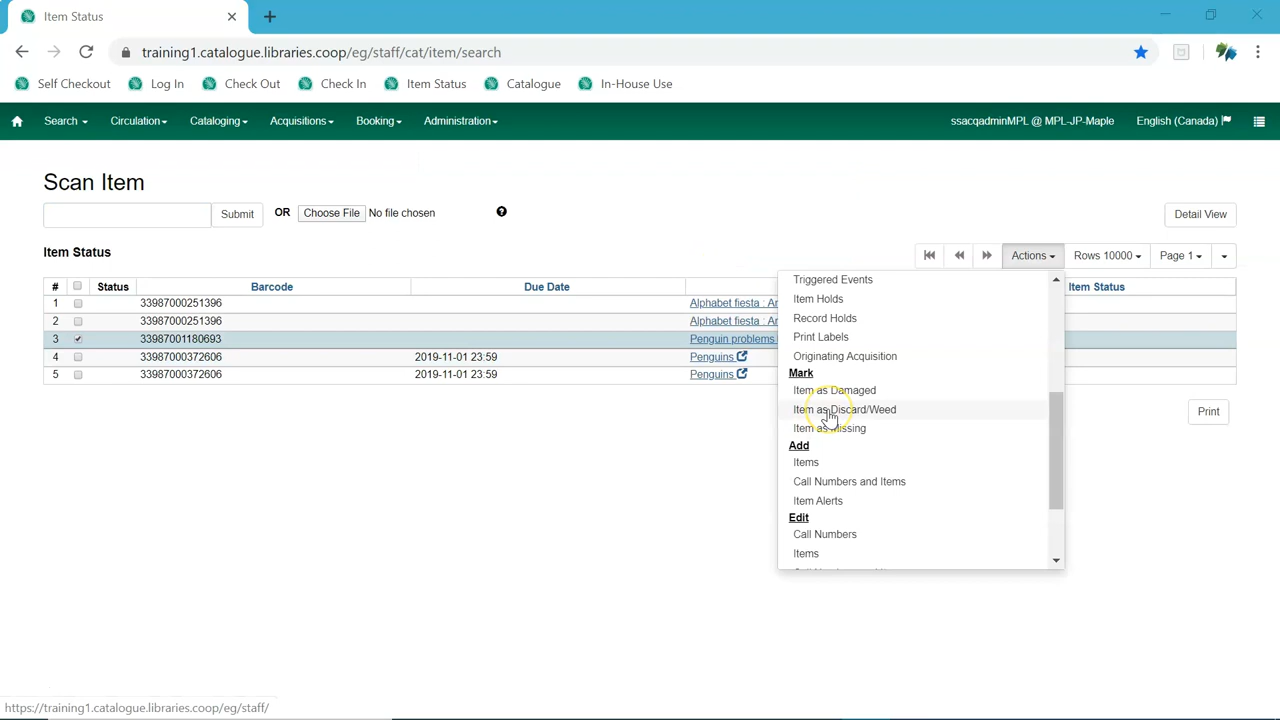 Item Status
training1.catalogue.libraries.coop/eg/staff/cat/item/search
Self Checkout Log In Check Out Check In Item Status Catalogue In-House Use
Search Circulation Cataloging Acquisitions Booking Administration ssacqadminMPL @ MPL-JP-Maple English (Canada)
Scan Item
Submit OR Choose File No file chosen Detail View
Item Status Actions Rows 10000 Page 1
# Status Barcode Due Date Item Status
1 33987000251396 Alphabet fiesta : An
2 33987000251396 Alphabet fiesta : An
3 33987001180693 Penguin problems
4 33987000372606 2019-11-01 23:59 Penguins
5 33987000372606 2019-11-01 23:59 Penguins
Triggered Events
Item Holds
Record Holds
Print Labels
Originating Acquisition
Mark
Item as Damaged
Item as Discard/Weed
Item as Missing
Add
Items
Call Numbers and Items
Item Alerts
Edit
Call Numbers
Items
Print
https://training1.catalogue.libraries.coop/eg/staff/